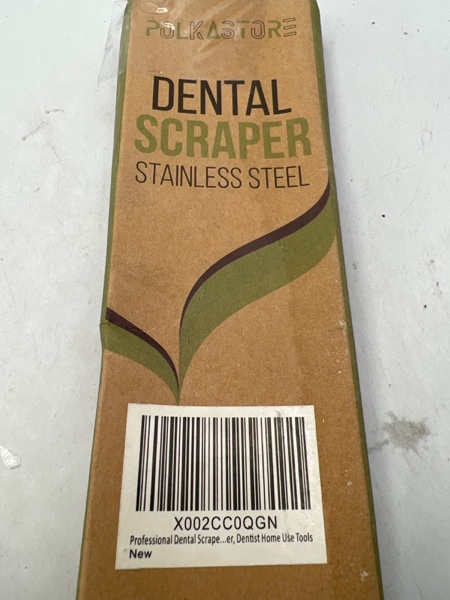 POLKASTORE
DENTAL
SCRAPER
STAINLESS STEEL
X002CC0QGN
Professional Dental Scrape...er, Dentist Home Use Tools
New